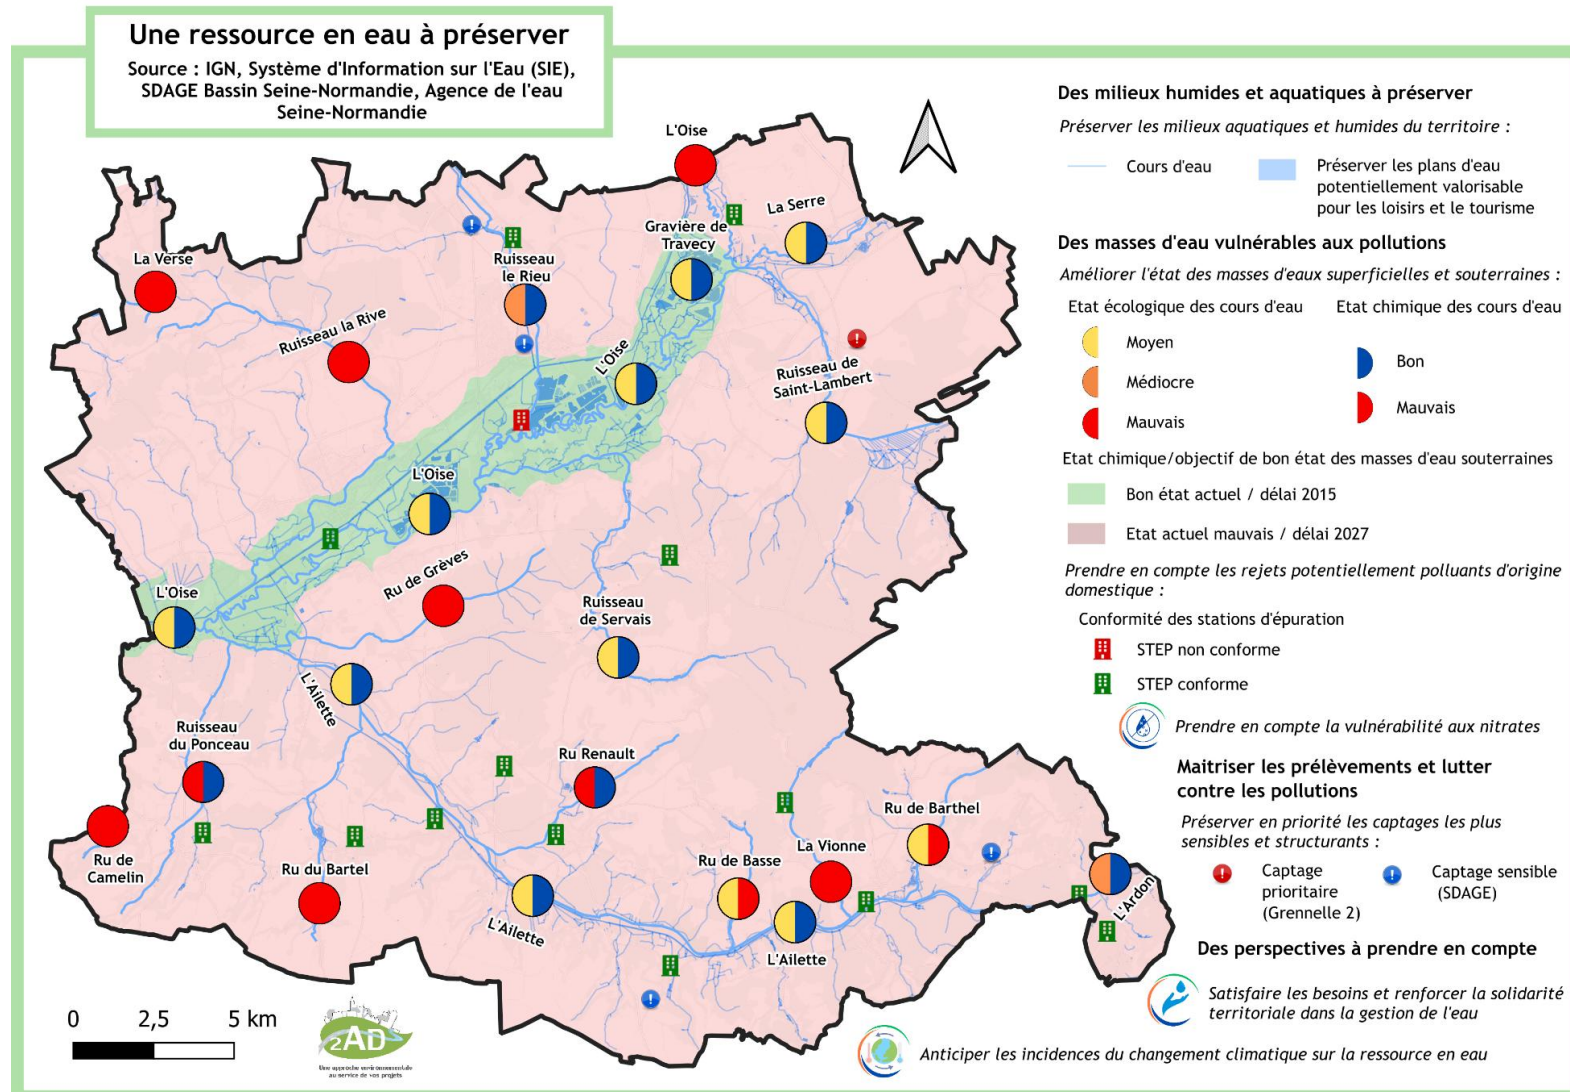 Une ressource en eau à préserver
Source : IGN, Système d'Information sur l'Eau (SIE),
SDAGE Bassin Seine-Normandie, Agence de l'eau
Seine-Normandie
L'Oise
La Serre
Gravière de
Travecy
La Verse
Ruisseau
le Rieu
Ruisseau la Rive
L'Oise
Ruisseau de
Saint-Lambert
L'Oise
Ru de Grèves
L'Oise
Ruisseau
de Servais
L'Ailette
Ruisseau
du Ponceau
Ru Renault
Ru de Barthel
Ru de
Camelin
Ru du Bartel
Ru de Basse
La Vionne
L'Ardon
L'Ailette
L'Ailette
0 2,5 5 km
2AD
Une approche environnementale
au service de vos projets
Des milieux humides et aquatiques à préserver
Préserver les milieux aquatiques et humides du territoire :
Cours d'eau
Préserver les plans d'eau
potentiellement valorisable
pour les loisirs et le tourisme
Des masses d'eau vulnérables aux pollutions
Améliorer l'état des masses d'eaux superficielles et souterraines :
Etat écologique des cours d'eau
Etat chimique des cours d'eau
Moyen
Médiocre
Mauvais
Bon
Mauvais
Etat chimique/objectif de bon état des masses d'eau souterraines
Bon état actuel / délai 2015
Etat actuel mauvais / délai 2027
Prendre en compte les rejets potentiellement polluants d'origine
domestique :
Conformité des stations d'épuration
STEP non conforme
STEP conforme
Prendre en compte la vulnérabilité aux nitrates
Maitriser les prélèvements et lutter
contre les pollutions
Préserver en priorité les captages les plus
sensibles et structurants :
Captage
prioritaire
(Grennelle 2)
Captage sensible
(SDAGE)
Des perspectives à prendre en compte
Satisfaire les besoins et renforcer la solidarité
territoriale dans la gestion de l'eau
Anticiper les incidences du changement climatique sur la ressource en eau